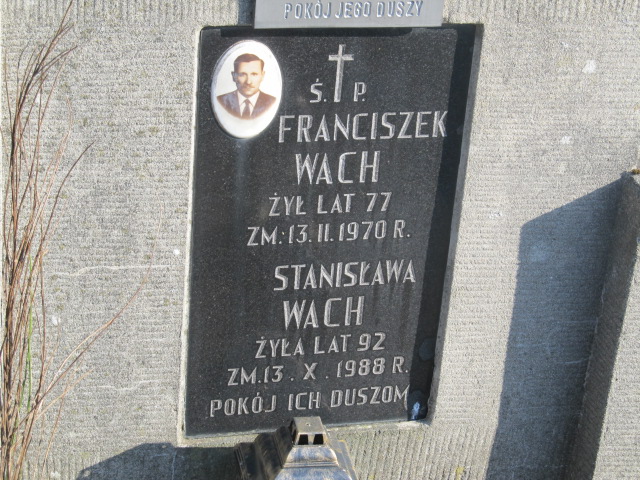 POKÓJ JEGO DUSZY
Ś. P.
FRANCISZEK
WACH
ŻYŁ LAT 77
ZM: 13. II. 1970 R.
STANISŁAWA
WACH
ŻYŁA LAT 92
ZM. 13 . X . 1988 R.
POKÓJ ICH DUSZOM